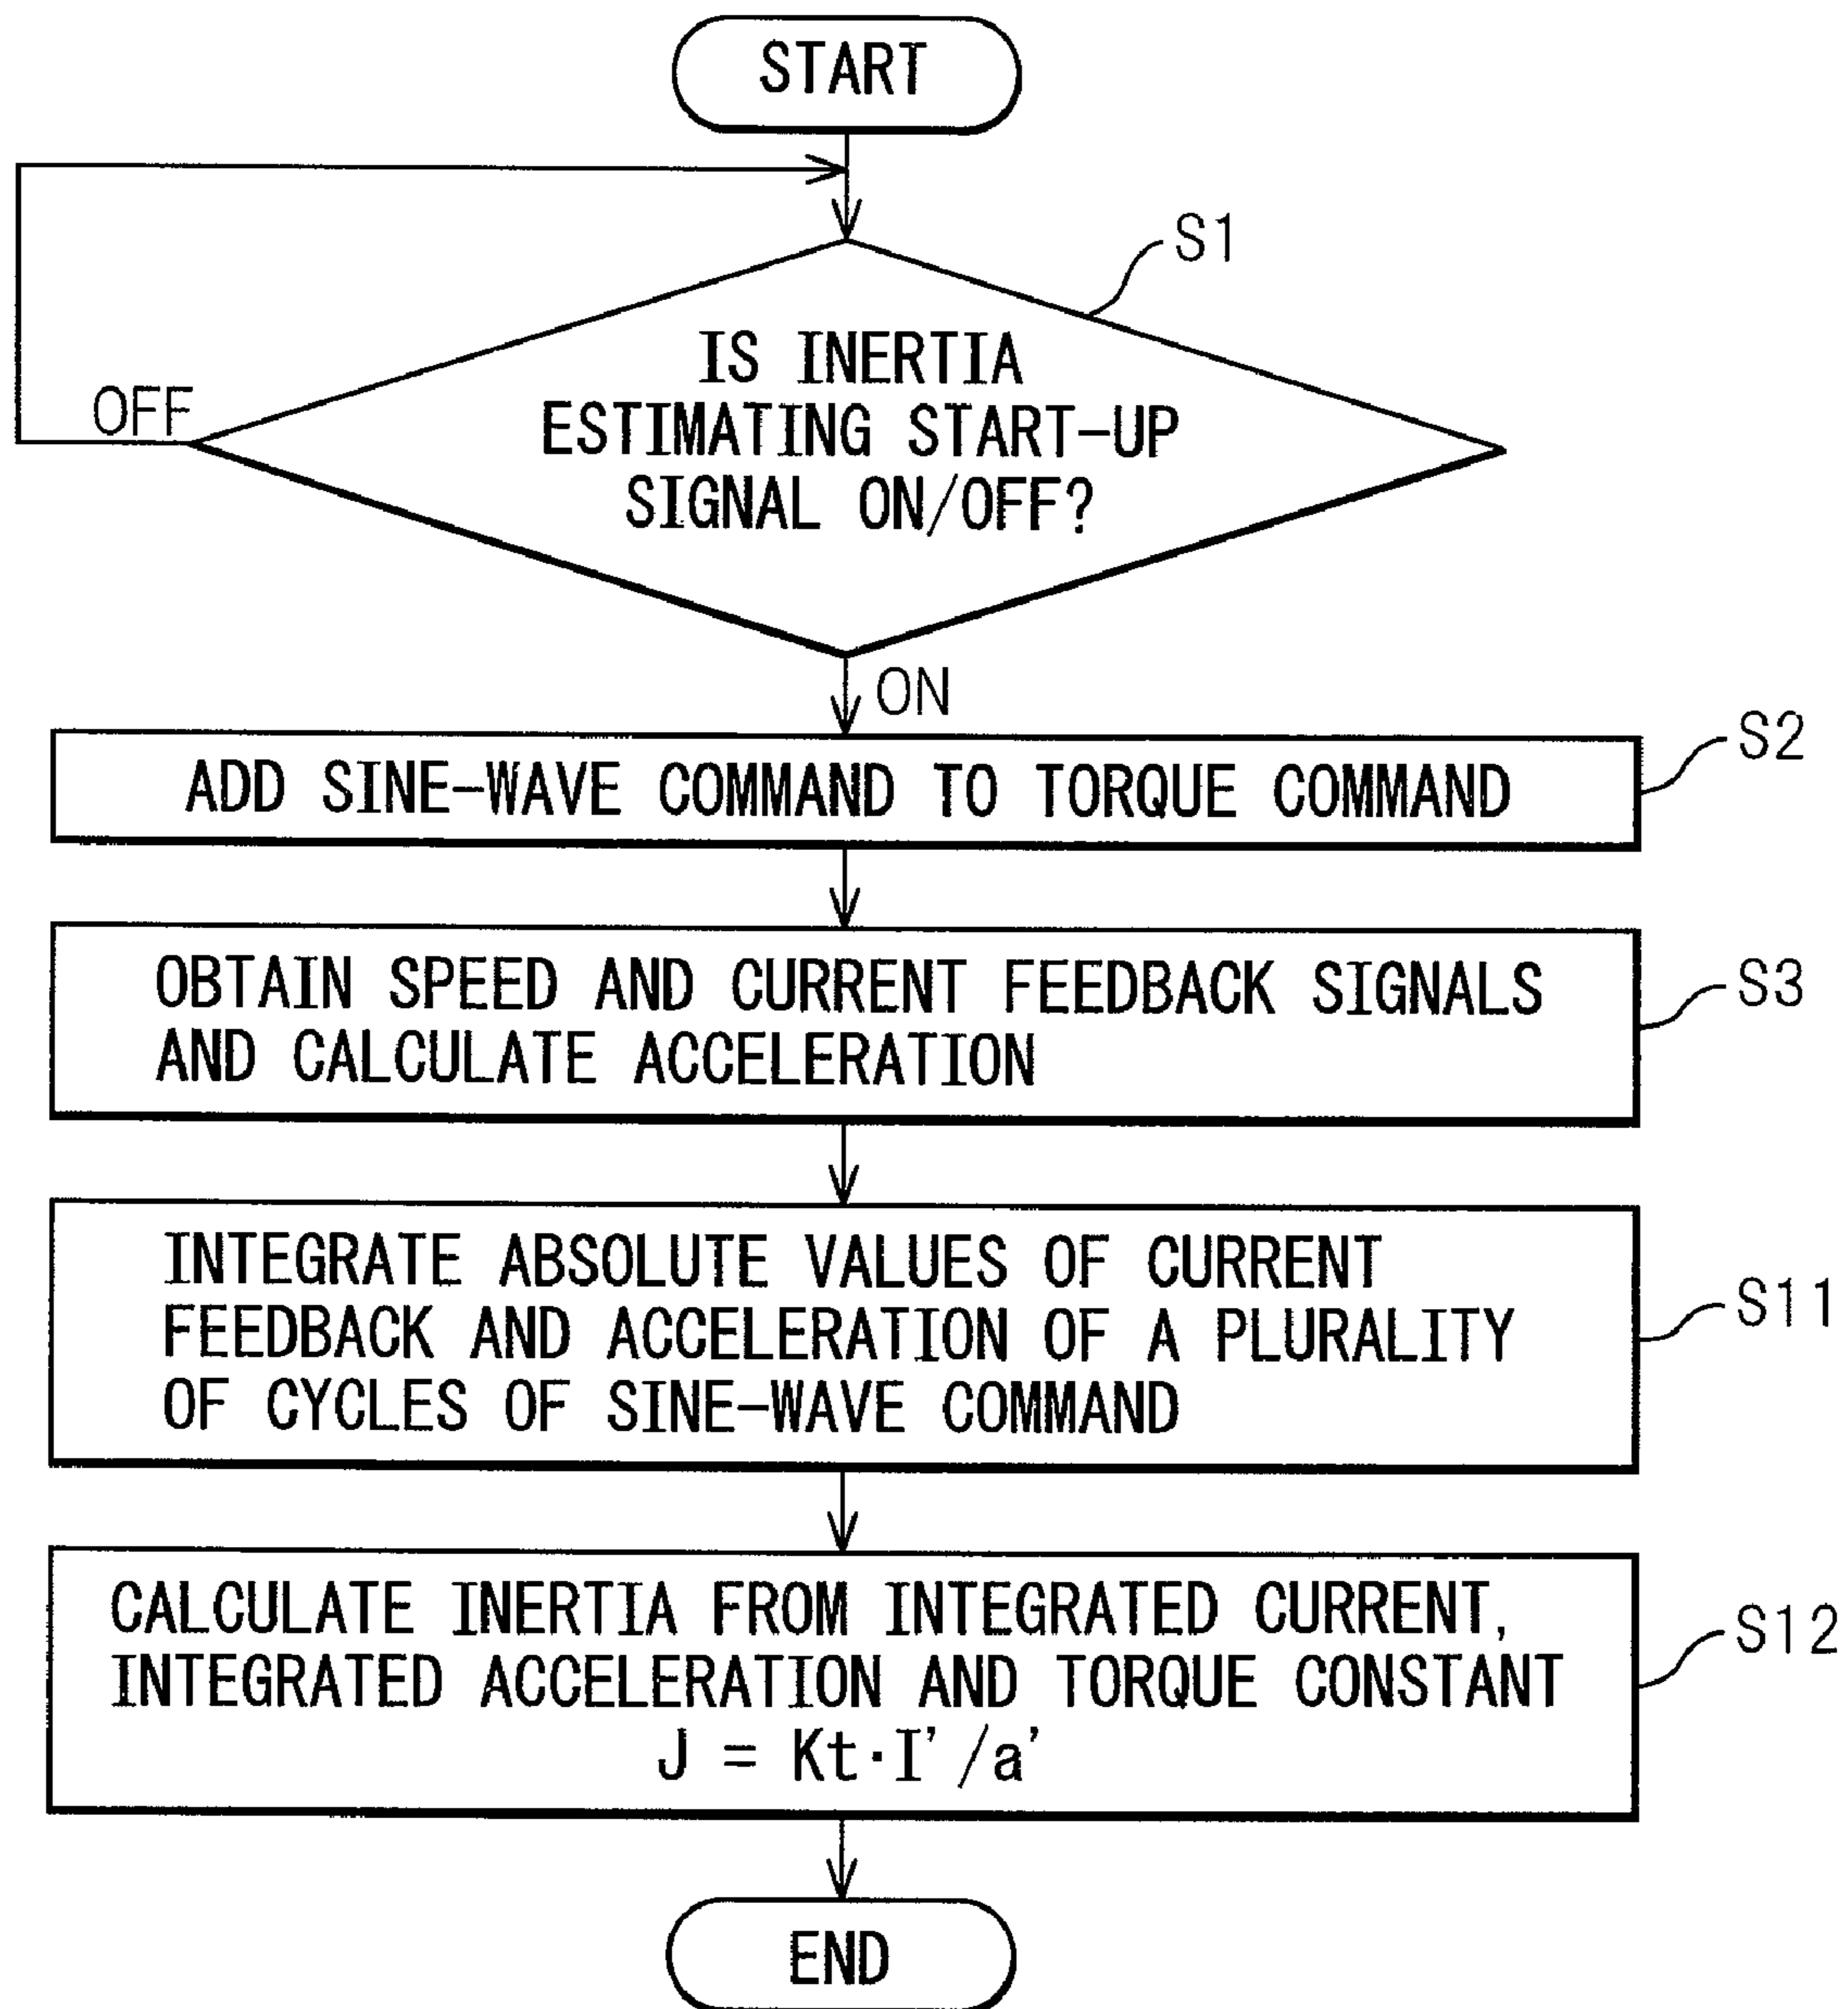 START
S1
IS INERTIA
ESTIMATING START-UP
SIGNAL ON/OFF?
OFF
ON
S2
ADD SINE-WAVE COMMAND TO TORQUE COMMAND
S3
OBTAIN SPEED AND CURRENT FEEDBACK SIGNALS
AND CALCULATE ACCELERATION
S11
INTEGRATE ABSOLUTE VALUES OF CURRENT
FEEDBACK AND ACCELERATION OF A PLURALITY
OF CYCLES OF SINE-WAVE COMMAND
S12
CALCULATE INERTIA FROM INTEGRATED CURRENT,
INTEGRATED ACCELERATION AND TORQUE CONSTANT
J = Kt·I'/a'
END